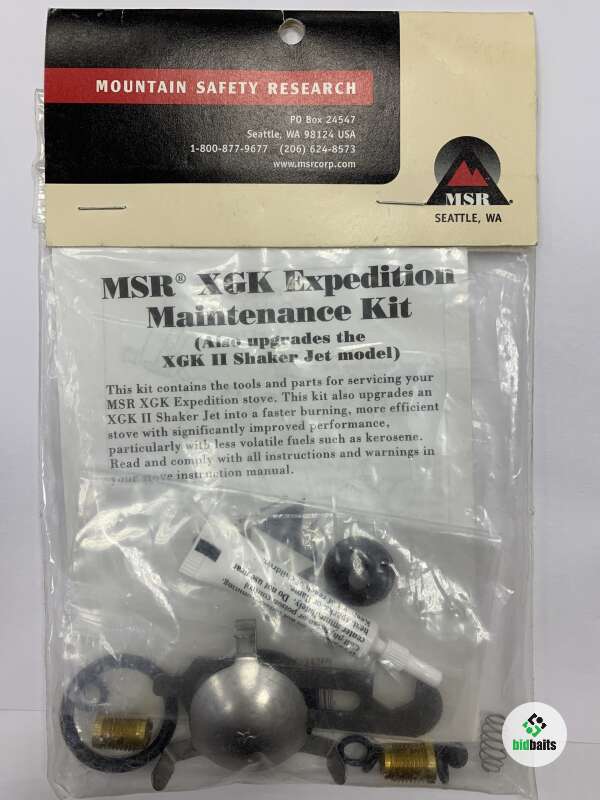 MOUNTAIN SAFETY RESEARCH
PO Box 24547
Seattle, WA 98124 USA
1-800-877-9677 (206) 624-8573
www.msrcorp.com
MSR
SEATTLE, WA
MSR® XGK Expedition
Maintenance Kit
(Also upgrades the
XGK II Shaker Jet model)
This kit contains the tools and parts for servicing your
MSR XGK Expedition stove. This kit also upgrades an
XGK II Shaker Jet into a faster burning, more efficient
stove with significantly improved performance,
particularly with less volatile fuels such as kerosene.
Read and comply with all instructions and warnings in
your stove instruction manual.
bidbaits